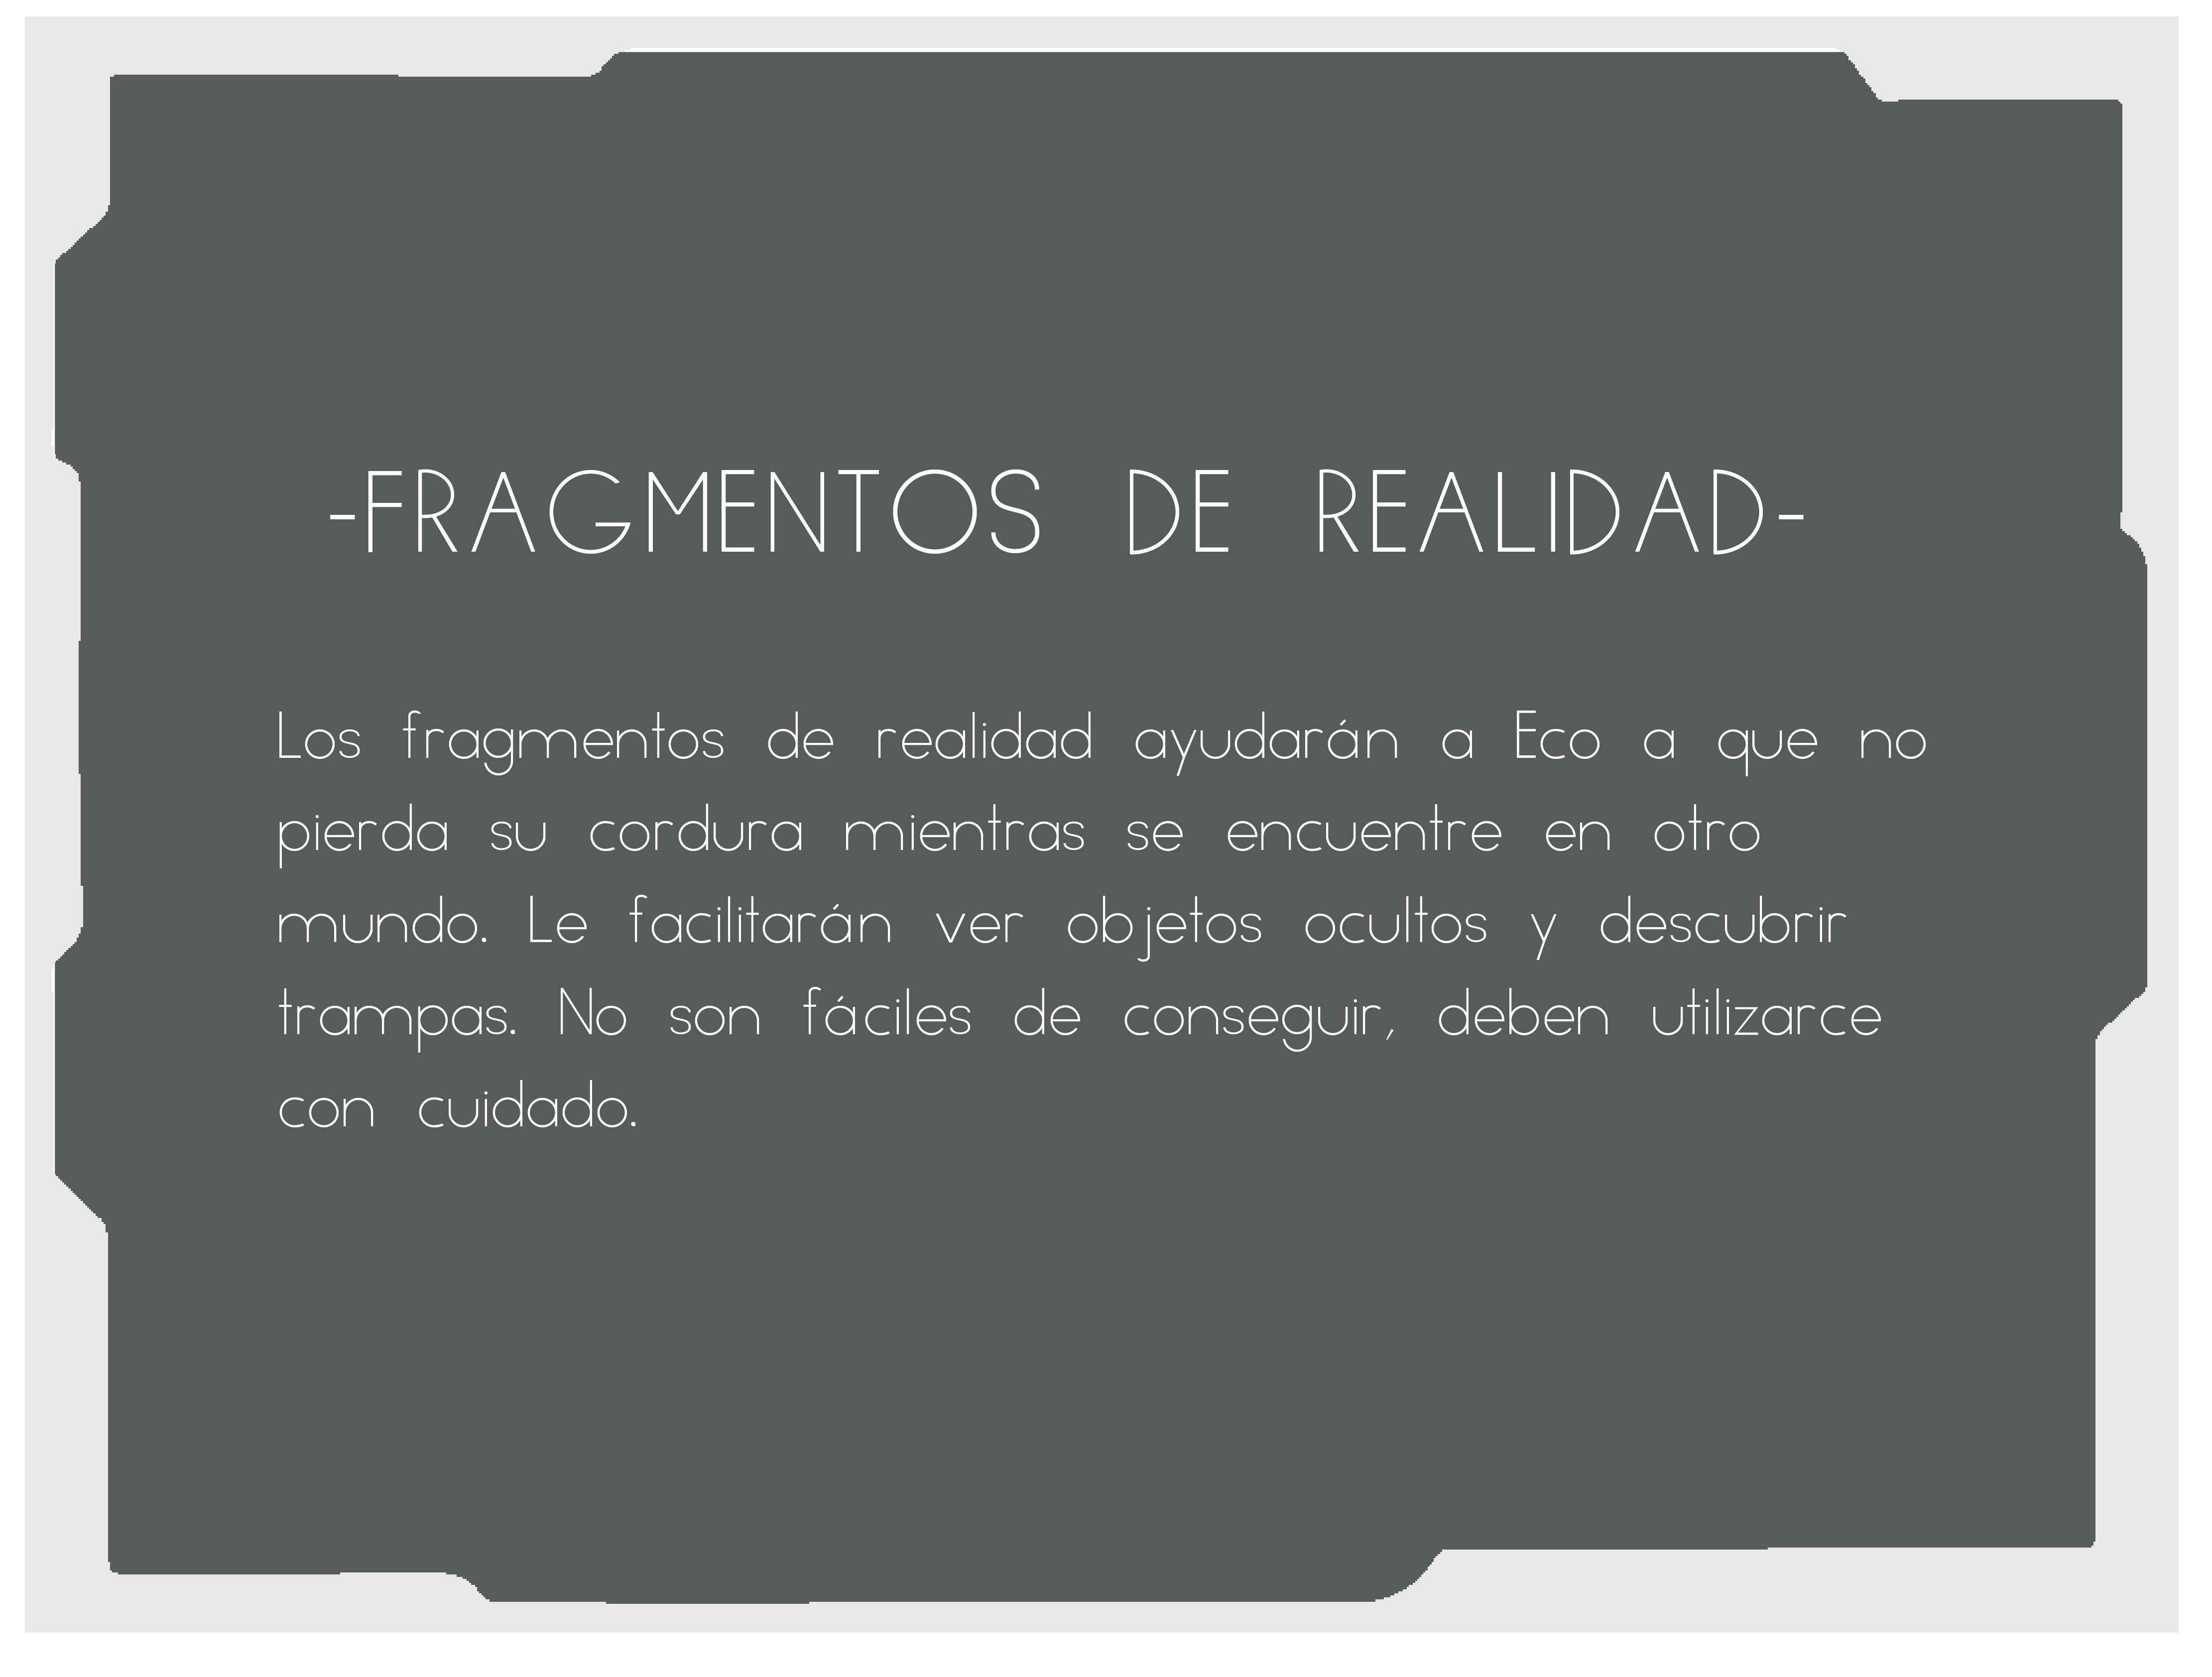 -FRAGMENTOS DE REALIDAD-
Los fragmentos de realidad ayudarán a Eco a que no
pierda su cordura mientras se encuentre en otro
mundo. Le facilitarán ver objetos ocultos y descubrir
trampas. No son fáciles de conseguir, deben utilizarce
con cuidado.